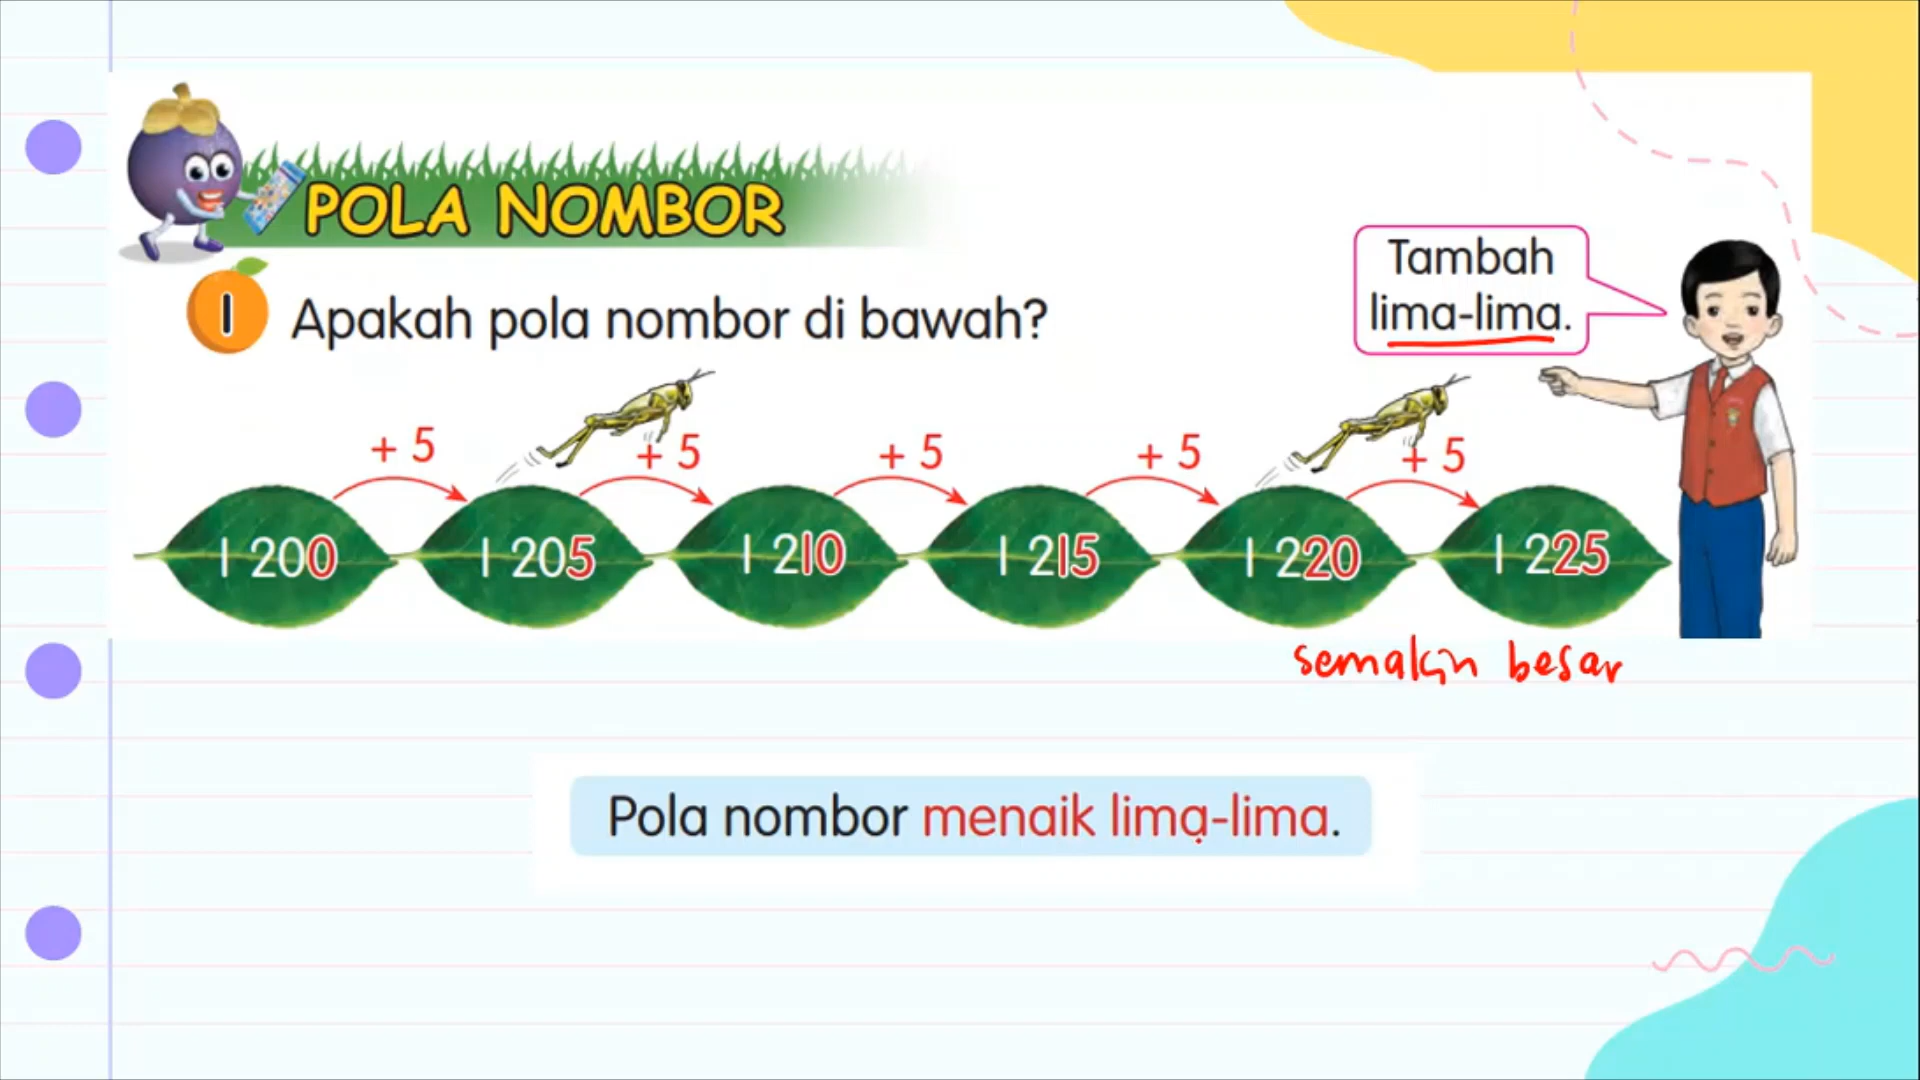 POLA NOMBOR
1 Apakah pola nombor di bawah?
Tambah
lima-lima.
+ 5 + 5 + 5 + 5 + 5
1 200 1 205 1 210 1 215 1 220 1 225
semakin besar
Pola nombor menaik lima-lima.